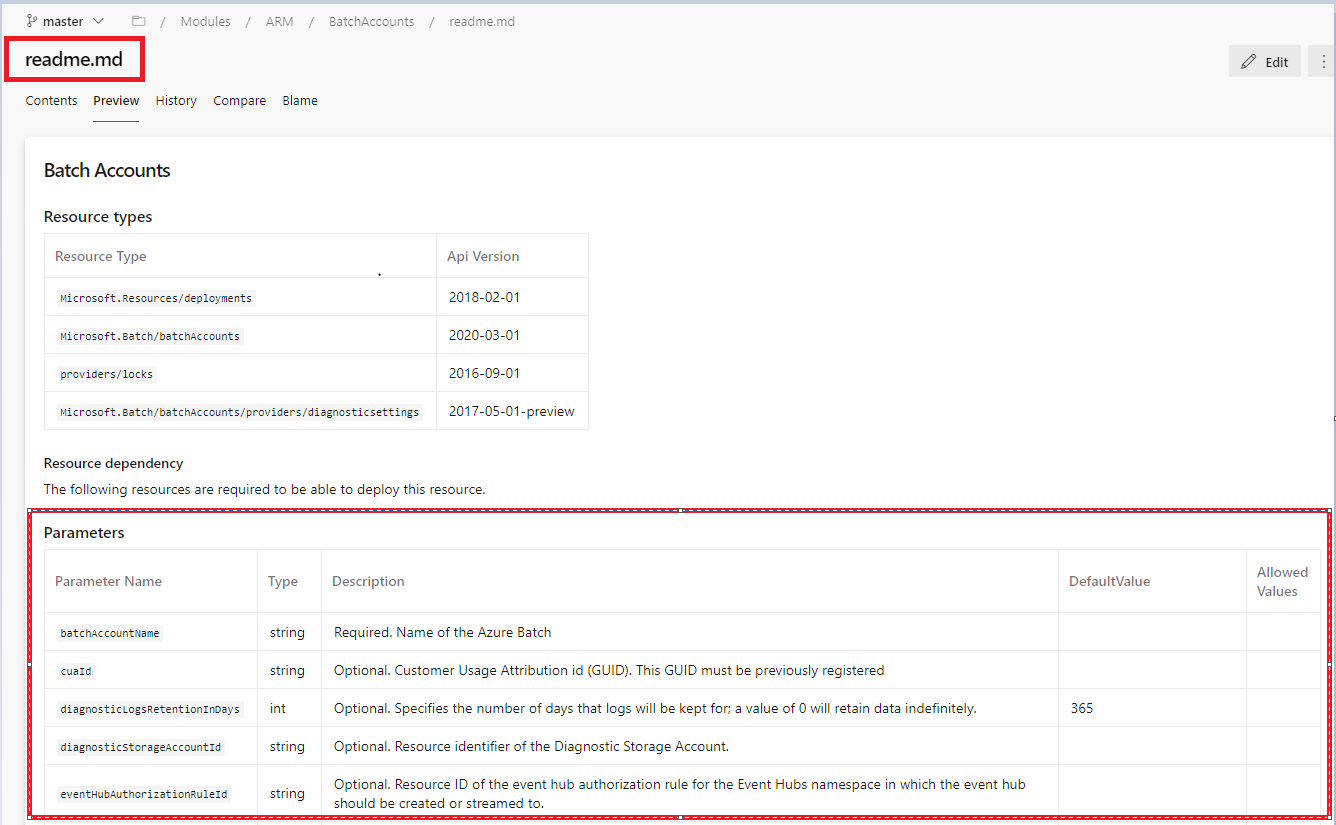 master / Modules / ARM / BatchAccounts / readme.md
readme.md
Edit
Contents Preview History Compare Blame
Batch Accounts
Resource types
Resource Type Api Version
Microsoft.Resources/deployments 2018-02-01
Microsoft.Batch/batchAccounts 2020-03-01
providers/locks 2016-09-01
Microsoft.Batch/batchAccounts/providers/diagnosticsettings 2017-05-01-preview
Resource dependency
The following resources are required to be able to deploy this resource.
Parameters
Parameter Name Type Description DefaultValue Allowed
Values
batchAccountName string Required. Name of the Azure Batch
cuaId string Optional. Customer Usage Attribution id (GUID). This GUID must be previously registered
diagnosticLogsRetentionInDays int Optional. Specifies the number of days that logs will be kept for; a value of 0 will retain data indefinitely. 365
diagnosticStorageAccountId string Optional. Resource identifier of the Diagnostic Storage Account.
eventHubAuthorizationRuleId string Optional. Resource ID of the event hub authorization rule for the Event Hubs namespace in which the event hub
should be created or streamed to.